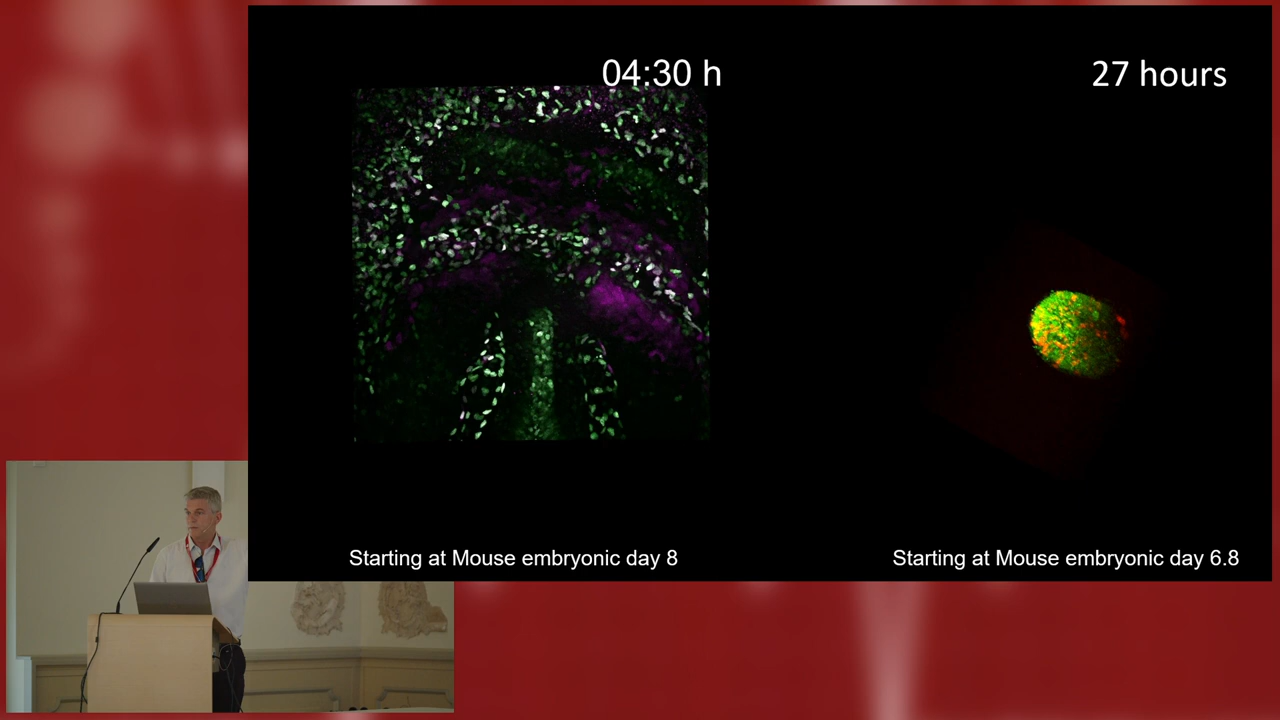 04:30 h
27 hours
Starting at Mouse embryonic day 8
Starting at Mouse embryonic day 6.8